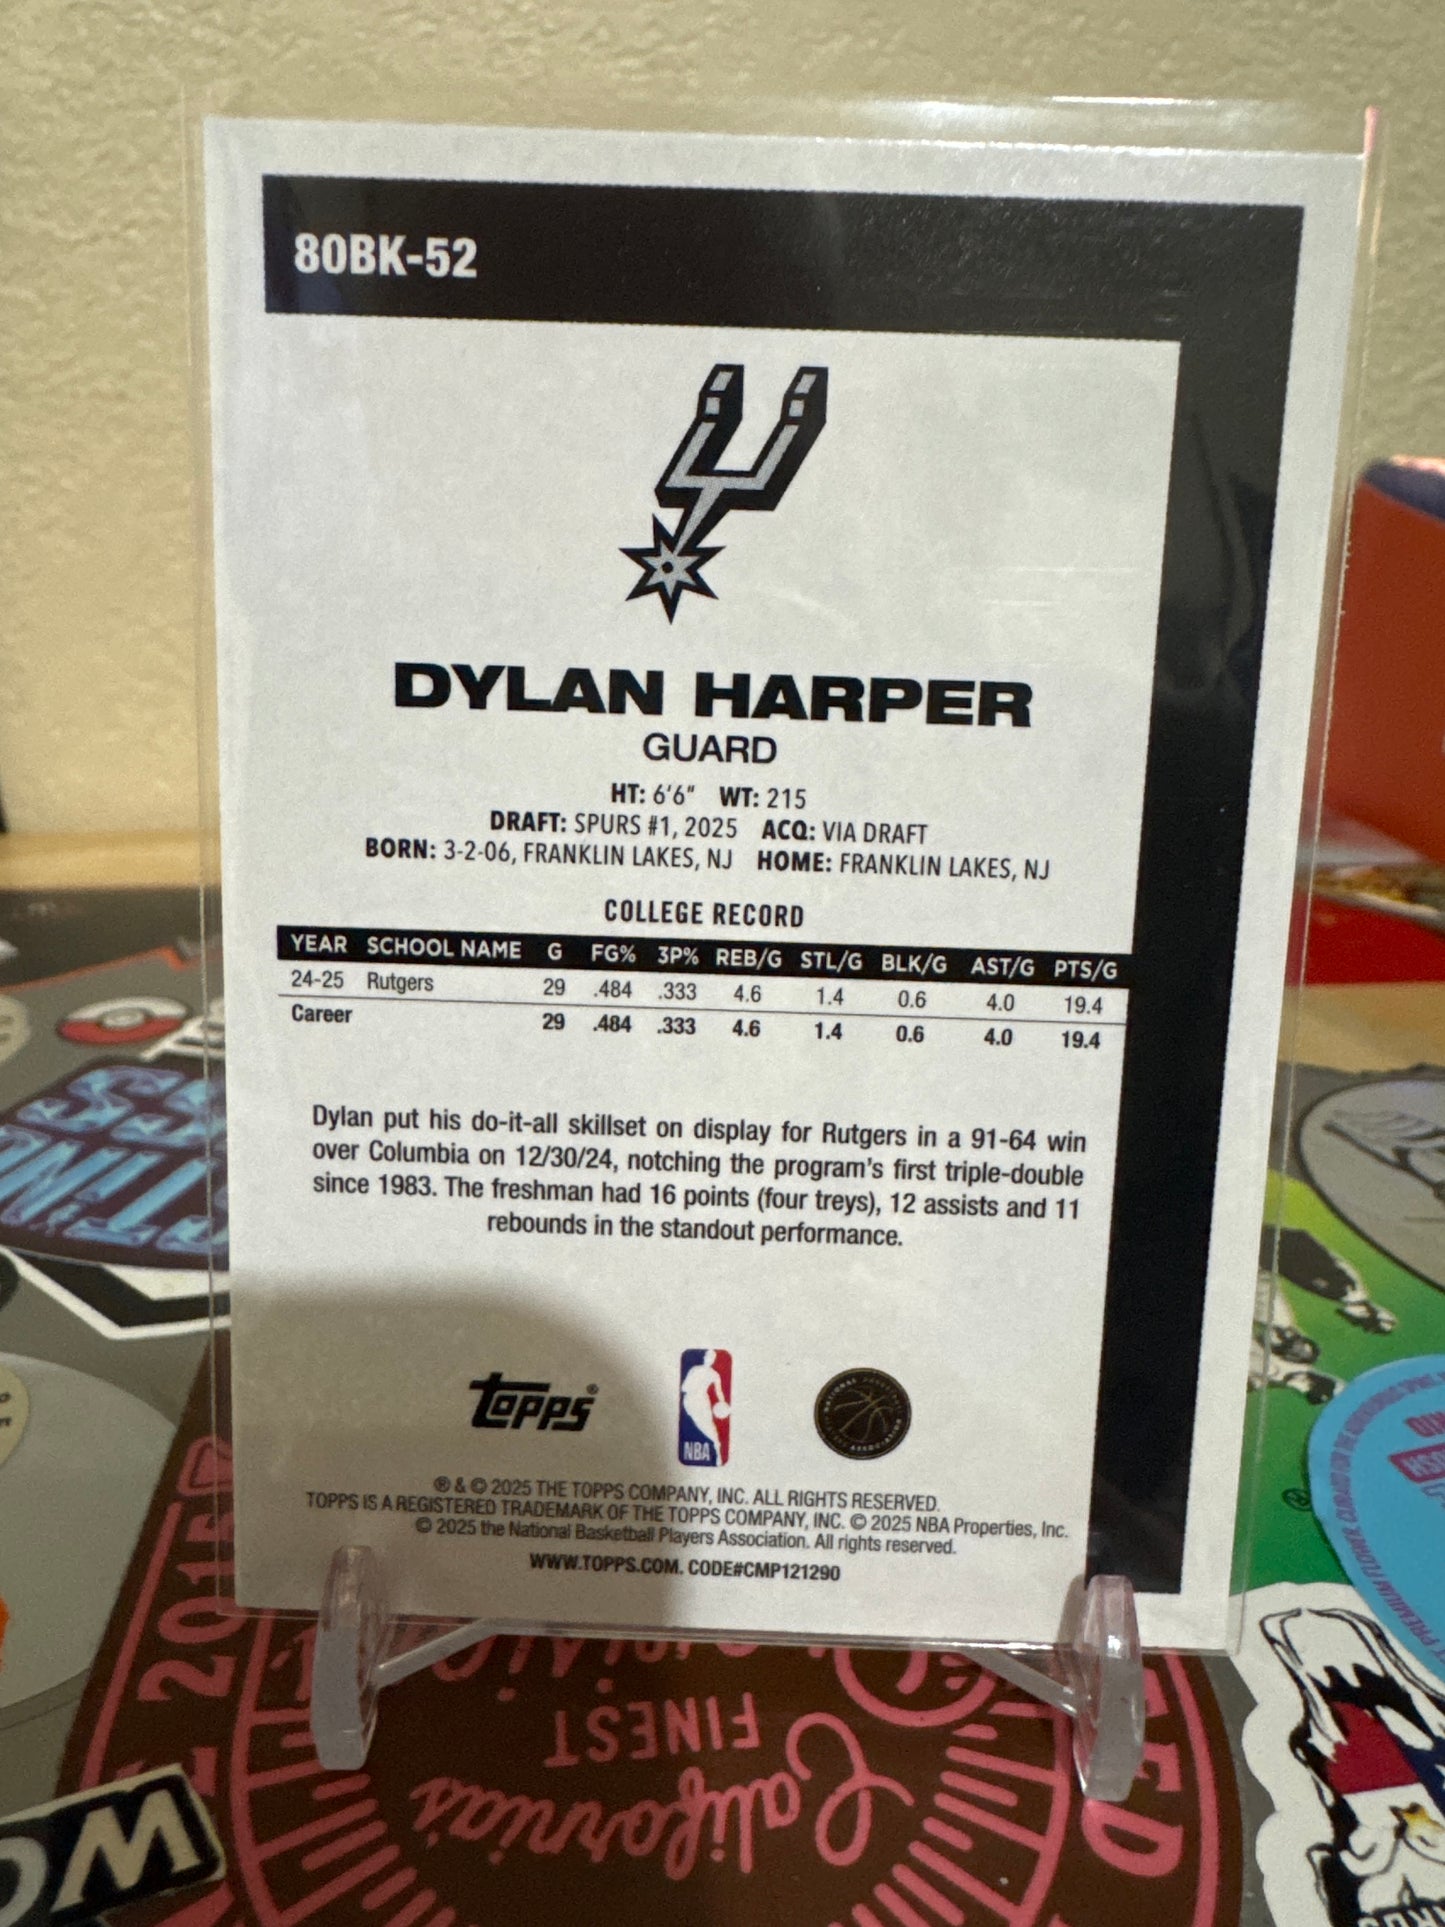 80BK-52
DYLAN HARPER
GUARD
HT: 6'6" WT: 215
DRAFT: SPURS #1, 2025 ACQ: VIA DRAFT
BORN: 3-2-06, FRANKLIN LAKES, NJ HOME: FRANKLIN LAKES, NJ
COLLEGE RECORD
YEAR SCHOOL NAME G FG% 3P% REB/G STL/G BLK/G AST/G PTS/G
24-25 Rutgers 29 .484 .333 4.6 1.4 0.6 4.0 19.4
Career 29 .484 .333 4.6 1.4 0.6 4.0 19.4
Dylan put his do-it-all skillset on display for Rutgers in a 91-64 win
over Columbia on 12/30/24, notching the program's first triple-double
since 1983. The freshman had 16 points (four treys), 12 assists and 11
rebounds in the standout performance.
Topps®
NBA
® & © 2025 THE TOPPS COMPANY, INC. ALL RIGHTS RESERVED.
TOPPS IS A REGISTERED TRADEMARK OF THE TOPPS COMPANY, INC. © 2025 NBA Properties, Inc.
© 2025 the National Basketball Players Association. All rights reserved.
WWW.TOPPS.COM. CODE#CMP121290
FINEST
California's